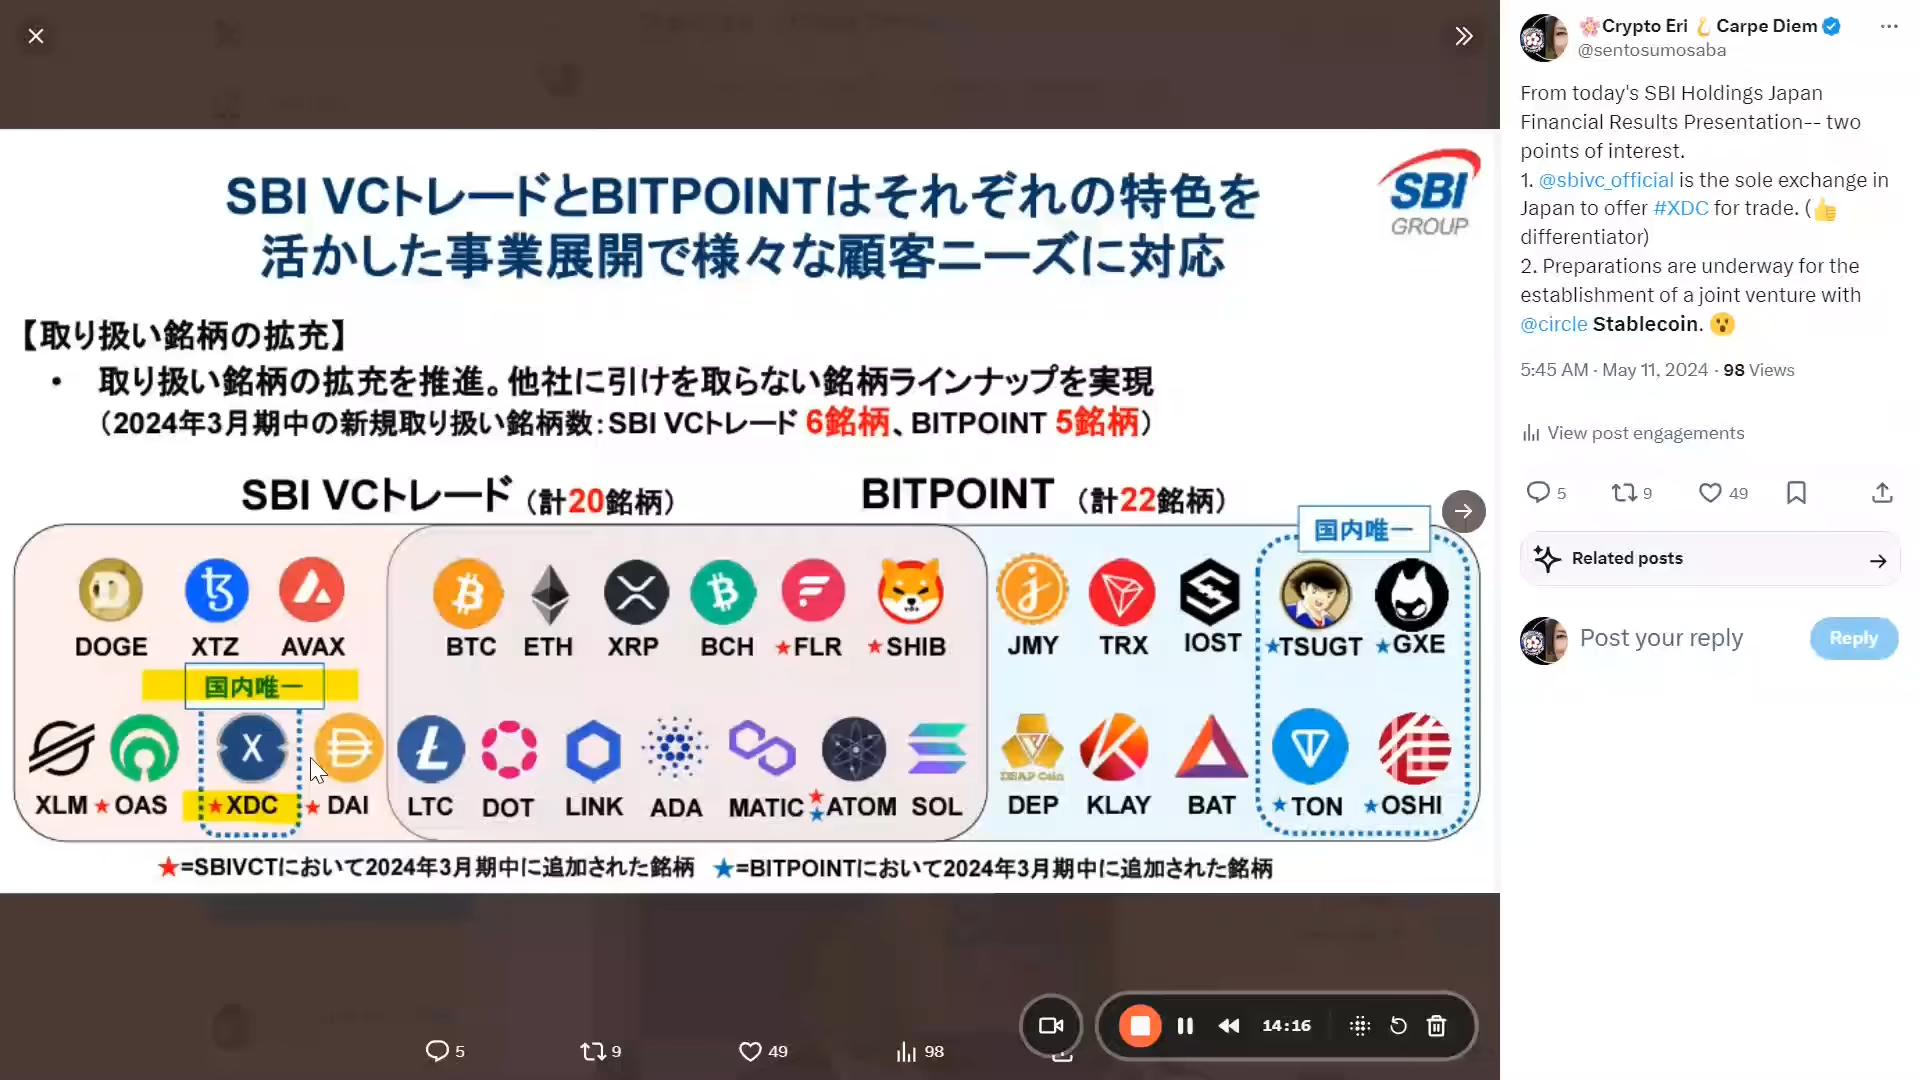 SBI VCトレードとBITPOINTはそれぞれの特色を
活かした事業展開で様々な顧客ニーズに対応
SBI
GROUP
【取り扱い銘柄の拡充】
• 取り扱い銘柄の拡充を推進。他社に引けを取らない銘柄ラインナップを実現
（2024年3月期中の新規取り扱い銘柄数：SBI VCトレード 6銘柄、BITPOINT 5銘柄）
SBI VCトレード（計20銘柄）
BITPOINT （計22銘柄）
国内唯一
DOGE XTZ AVAX BTC ETH XRP BCH ★FLR ★SHIB JMY TRX IOST ★TSUGT ★GXE
国内唯一
DEAP Coin
XLM ★OAS ★XDC ★DAI LTC DOT LINK ADA MATIC ★★ATOM SOL DEP KLAY BAT ★TON ★OSHI
★=SBIVCTにおいて2024年3月期中に追加された銘柄 ★=BITPOINTにおいて2024年3月期中に追加された銘柄
5 9 49 98
14:16
🌸Crypto Eri 🪝Carpe Diem
@sentosumosaba
From today's SBI Holdings Japan
Financial Results Presentation-- two
points of interest.
1. @sbivc_official is the sole exchange in
Japan to offer #XDC for trade. (👍
differentiator)
2. Preparations are underway for the
establishment of a joint venture with
@circle Stablecoin. 😮
5:45 AM · May 11, 2024 · 98 Views
View post engagements
5 9 49
Related posts
Post your reply
Reply